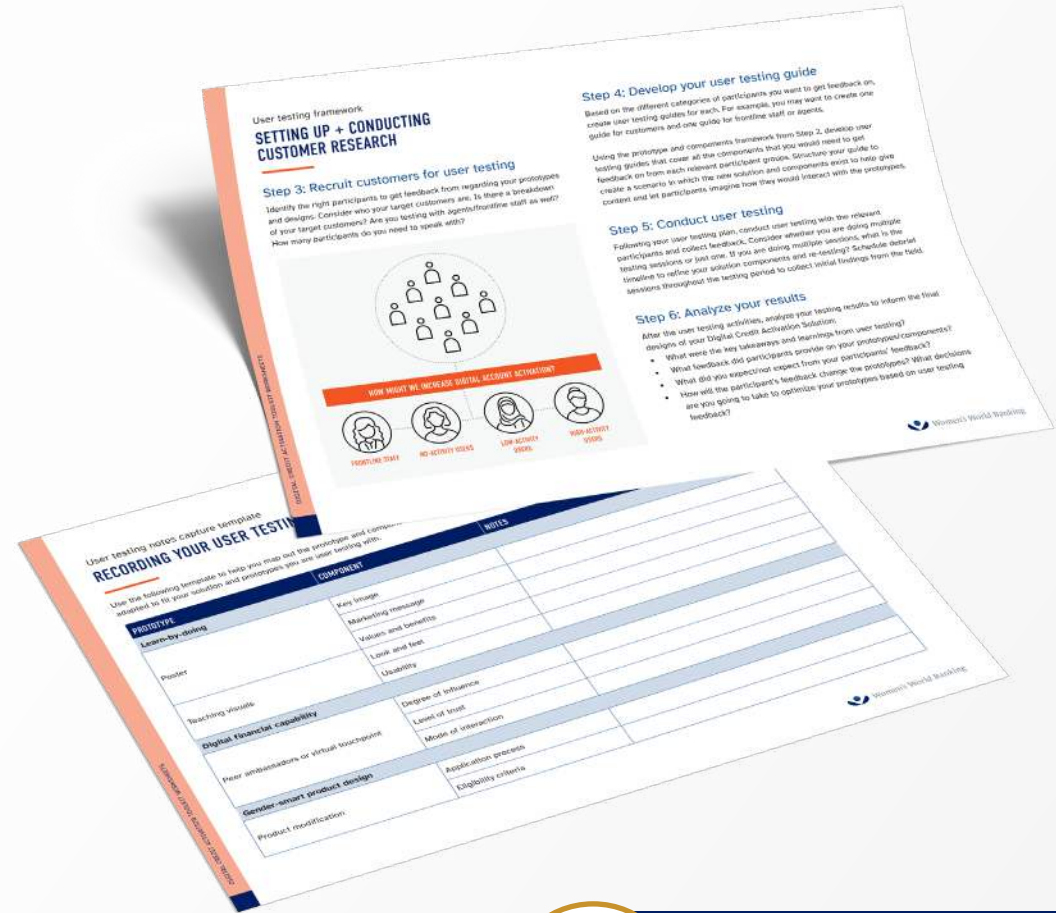 User testing framework
SETTING UP + CONDUCTING
CUSTOMER RESEARCH
Step 3: Recruit customers for user testing
Identify the right participants to get feedback from regarding your prototypes
and designs. Consider who your target customers are. Is there a breakdown
of your target customers? Are you testing with agents/frontline staff as well?
How many participants do you need to speak with?
HOW MIGHT WE INCREASE DIGITAL ACCOUNT ACTIVATION?
FRONTLINE STAFF
NO-ACTIVITY USERS
LOW-ACTIVITY
USERS
HIGH-ACTIVITY
USERS
DIGITAL CREDIT ACTIVATION TOOLKIT WORKSHEETS
Step 4: Develop your user testing guide
Based on the different categories of participants you want to get feedback on,
create user testing guides for each. For example, you may want to create one
guide for customers and one guide for frontline staff or agents.
Using the prototype and components framework from Step 2, develop user
testing guides that cover all the components that you would need to get
feedback on from each relevant participant groups. Structure your guide to
create a scenario in which the new solution and components exist to help give
context and let participants imagine how they would interact with the prototypes.
Step 5: Conduct user testing
Following your user testing plan, conduct user testing with the relevant
participants and collect feedback. Consider whether you are doing multiple
testing sessions or just one. If you are doing multiple sessions, what is the
timeline to refine your solution components and re-testing? Schedule debrief
sessions throughout the testing period to collect initial findings from the field.
Step 6: Analyze your results
After the user testing activities, analyze your testing results to inform the final
designs of your Digital Credit Activation Solution:
• What were the key takeaways and learnings from user testing?
• What feedback did participants provide on your prototypes/components?
• What did you expect/not expect from your participants' feedback?
• How will the participant's feedback change the prototypes? What decisions
are you going to take to optimize your prototypes based on user testing
feedback?
Women's World Banking
User testing notes capture template
RECORDING YOUR USER TESTIN
Use the following template to help you map out the prototype and
adapted to fit your solution and prototypes you are user testing with.
PROTOTYPE COMPONENT NOTES
Learn-by-doing
Poster
Key image
Marketing message
Values and benefits
Teaching visuals
Look and feel
Usability
Digital financial capability
Peer ambassadors or virtual touchpoint
Degree of influence
Level of trust
Mode of interaction
Gender-smart product design
Product modification
Application process
Eligibility criteria
DIGITAL CREDIT ACTIVATION TOOLKIT WORKSHEETS
Women's World Banking